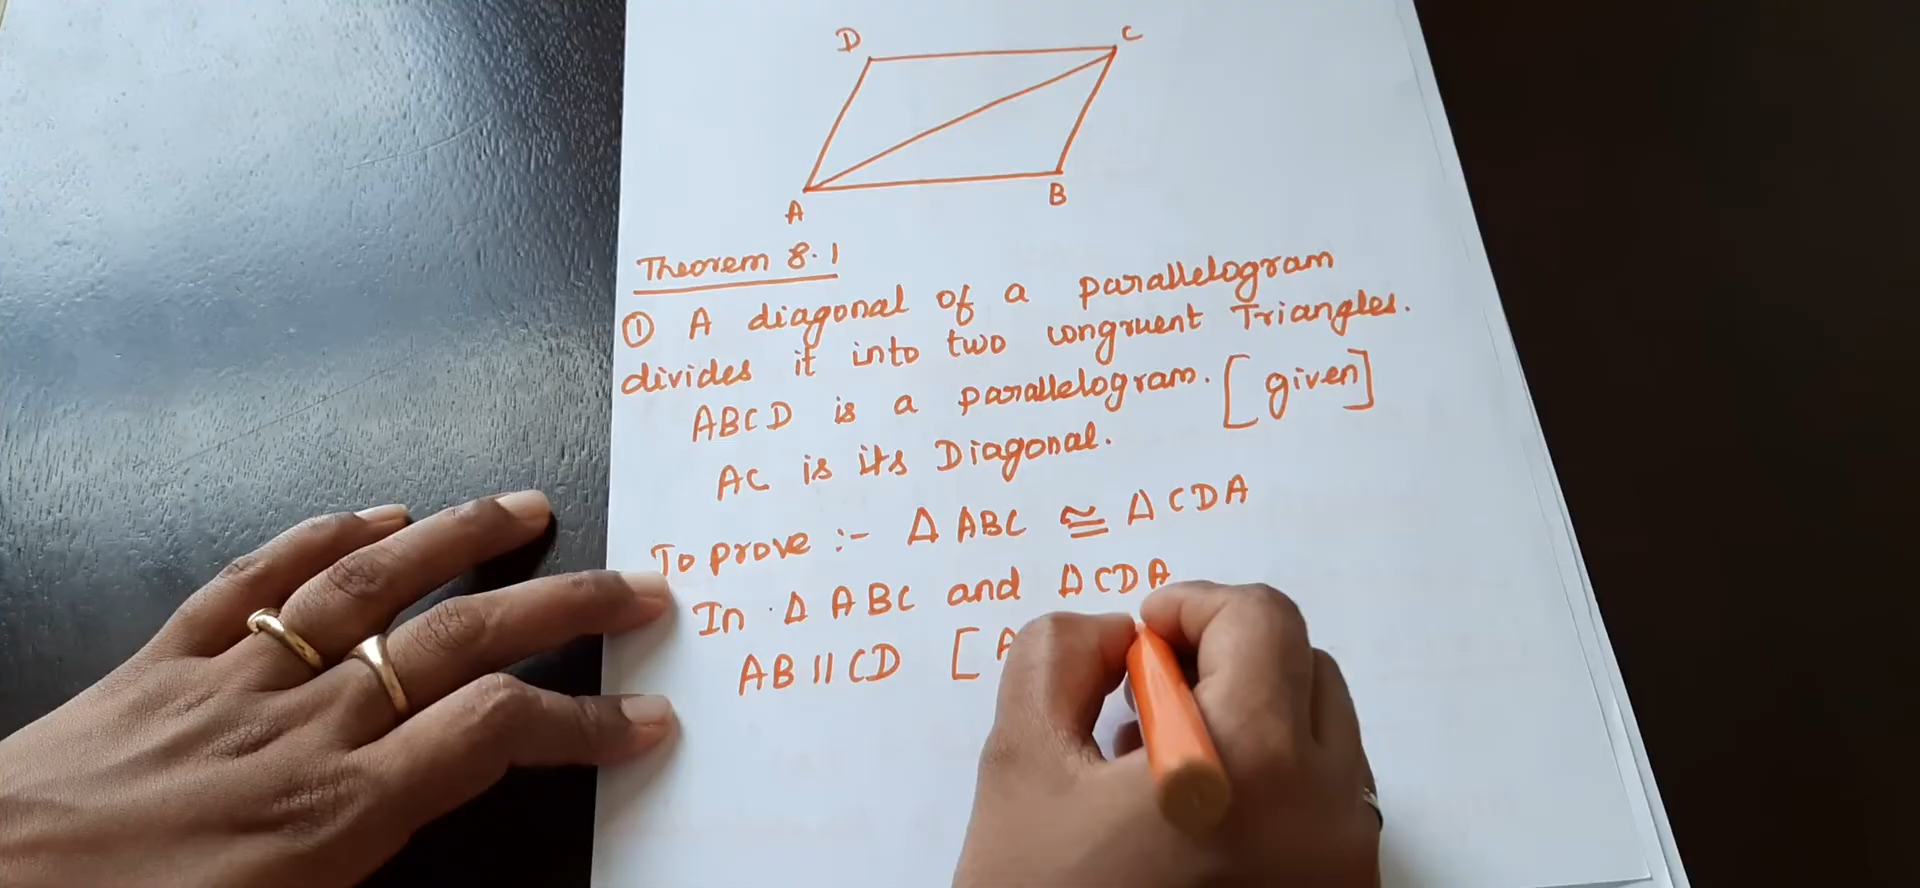 D
C
A
B
Theorem 8.1
① A diagonal of a parallelogram
divides it into two congruent Triangles.
ABCD is a parallelogram. [given]
AC is its Diagonal.
To prove :- Δ ABC ≅ Δ CDA
In Δ ABC and Δ CDA
AB || CD [A